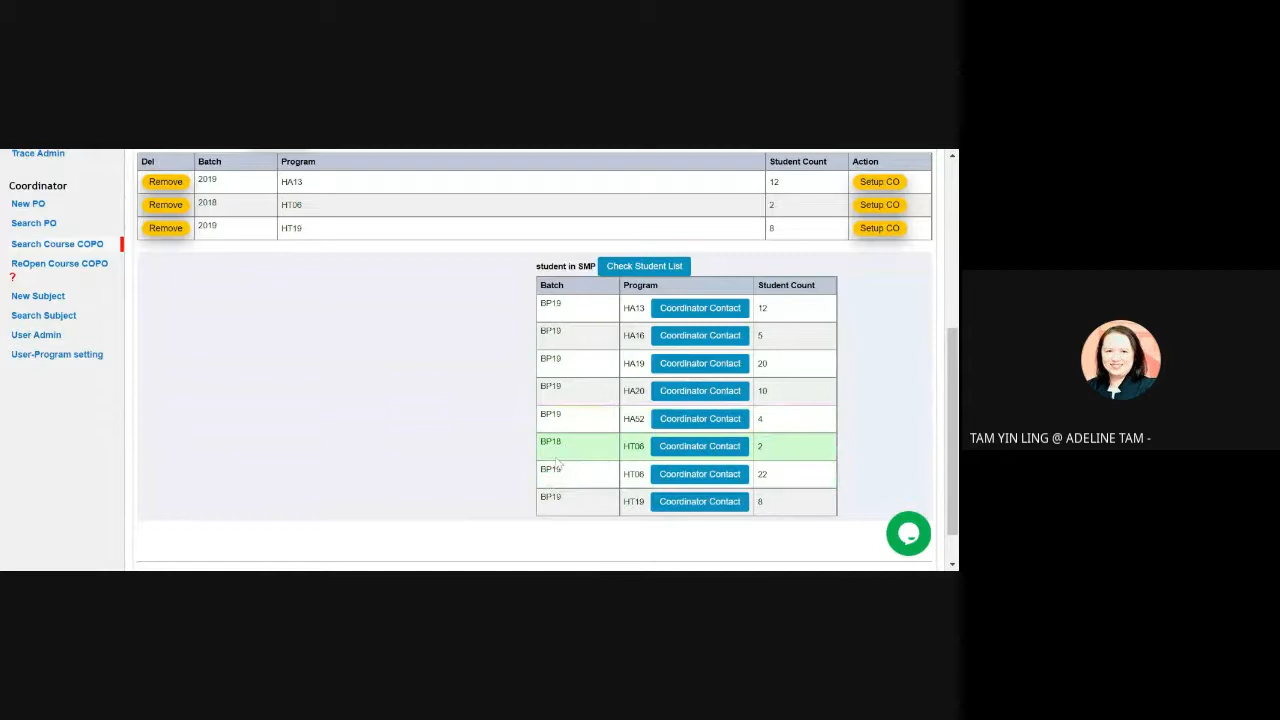 Trace Admin
Coordinator
New PO
Search PO
Search Course COPO
ReOpen Course COPO
?
New Subject
Search Subject
User Admin
User-Program setting
Del Batch Program Student Count Action
Remove 2019 HA13 12 Setup CO
Remove 2018 HT06 2 Setup CO
Remove 2019 HT19 8 Setup CO
student in SMP Check Student List
Batch Program Student Count
BP19 HA13 Coordinator Contact 12
BP19 HA16 Coordinator Contact 5
BP19 HA19 Coordinator Contact 20
BP19 HA20 Coordinator Contact 10
BP19 HA52 Coordinator Contact 4
BP18 HT06 Coordinator Contact 2
BP19 HT06 Coordinator Contact 22
BP19 HT19 Coordinator Contact 8
TAM YIN LING @ ADELINE TAM -